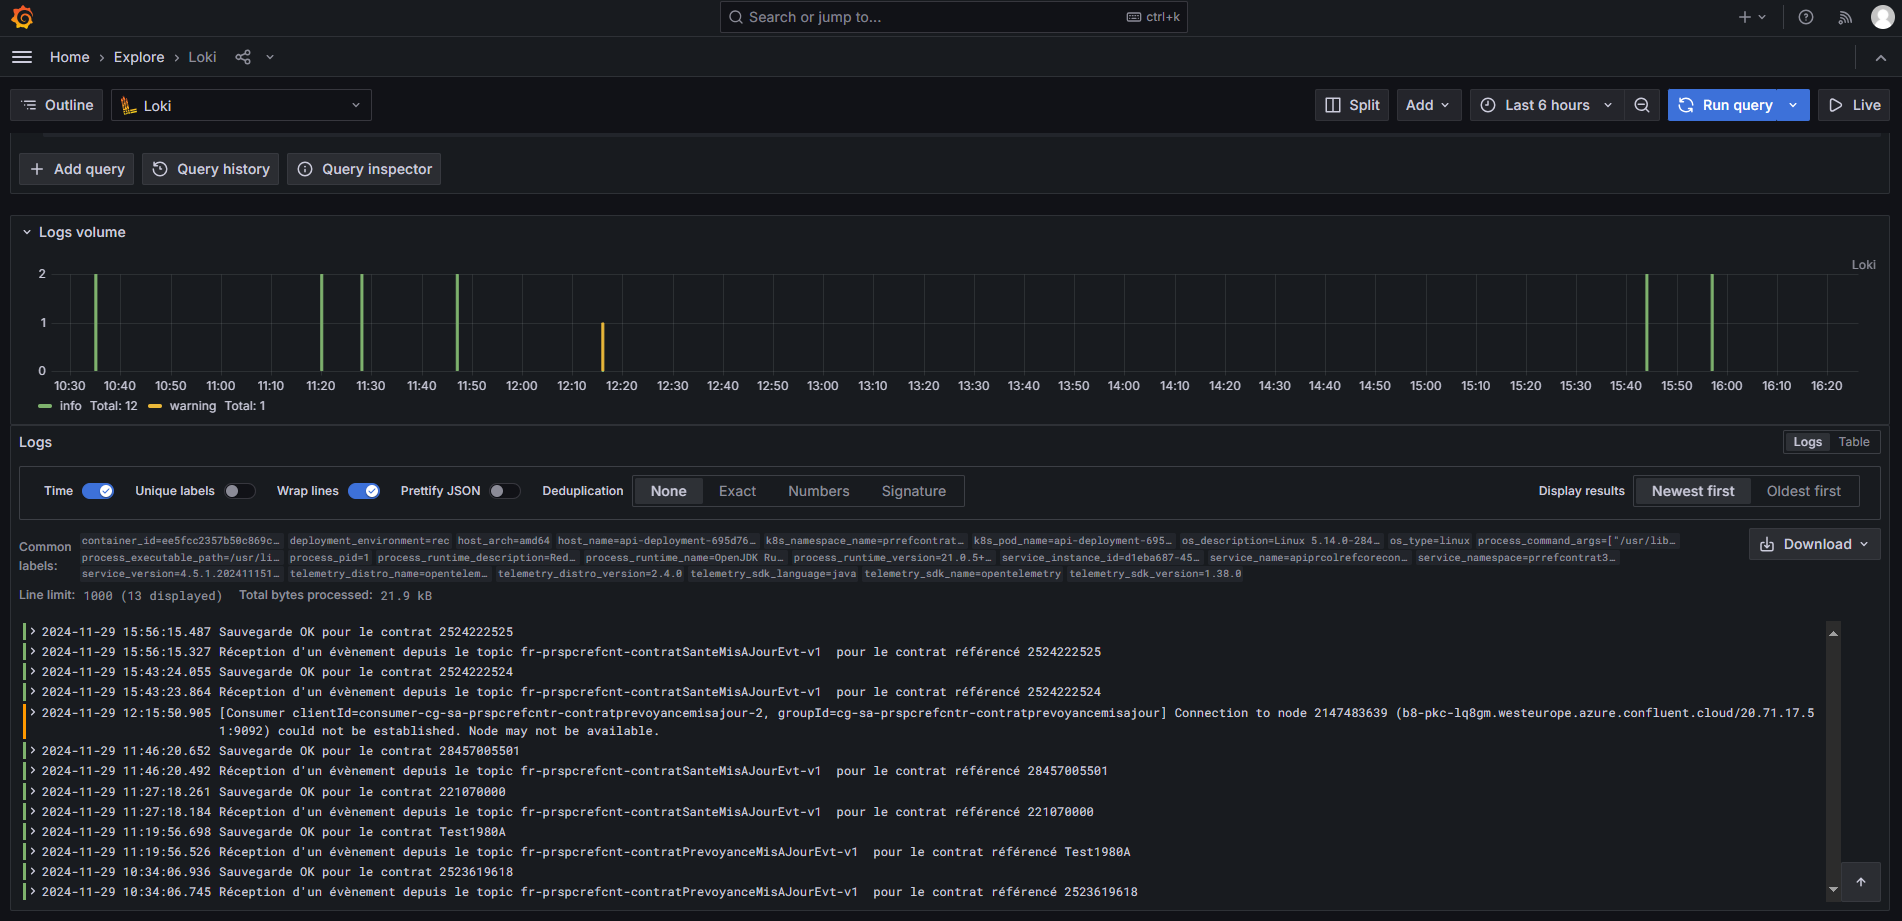 Search or jump to... ctrl+k
Home › Explore › Loki
Outline Loki Split Add Last 6 hours Run query Live
Add query Query history Query inspector
Logs volume
Loki
2
1
0
10:30 10:40 10:50 11:00 11:10 11:20 11:30 11:40 11:50 12:00 12:10 12:20 12:30 12:40 12:50 13:00 13:10 13:20 13:30 13:40 13:50 14:00 14:10 14:20 14:30 14:40 14:50 15:00 15:10 15:20 15:30 15:40 15:50 16:00 16:10 16:20
info Total: 12 warning Total: 1
Logs
Logs Table
Time Unique labels Wrap lines Prettify JSON Deduplication None Exact Numbers Signature Display results Newest first Oldest first
Common labels:
container_id=ee5fcc2357b50c869c… deployment_environment=rec host_arch=amd64 host_name=api-deployment-695d76… k8s_namespace_name=prrefcontrat… k8s_pod_name=api-deployment-695… os_description=Linux 5.14.0-284… os_type=linux process_command_args=["/usr/lib…
process_executable_path=/usr/li… process_pid=1 process_runtime_description=Red… process_runtime_name=OpenJDK Ru… process_runtime_version=21.0.5+… service_instance_id=d1eba687-45… service_name=apiprcolrefcorecon… service_namespace=prrefcontrat3…
service_version=4.5.1.202411151… telemetry_distro_name=opentelem… telemetry_distro_version=2.4.0 telemetry_sdk_language=java telemetry_sdk_name=opentelemetry telemetry_sdk_version=1.38.0
Download
Line limit: 1000 (13 displayed) Total bytes processed: 21.9 kB
2024-11-29 15:56:15.487 Sauvegarde OK pour le contrat 2524222525
2024-11-29 15:56:15.327 Réception d'un évènement depuis le topic fr-prspcrefcnt-contratSanteMisAJourEvt-v1 pour le contrat référencé 2524222525
2024-11-29 15:43:24.055 Sauvegarde OK pour le contrat 2524222524
2024-11-29 15:43:23.864 Réception d'un évènement depuis le topic fr-prspcrefcnt-contratSanteMisAJourEvt-v1 pour le contrat référencé 2524222524
2024-11-29 12:15:50.905 [Consumer clientId=consumer-cg-sa-prspcrefcntr-contratprevoyancemisajour-2, groupId=cg-sa-prspcrefcntr-contratprevoyancemisajour] Connection to node 2147483639 (b8-pkc-lq8gm.westeurope.azure.confluent.cloud/20.71.17.5
1:9092) could not be established. Node may not be available.
2024-11-29 11:46:20.652 Sauvegarde OK pour le contrat 28457005501
2024-11-29 11:46:20.492 Réception d'un évènement depuis le topic fr-prspcrefcnt-contratSanteMisAJourEvt-v1 pour le contrat référencé 28457005501
2024-11-29 11:27:18.261 Sauvegarde OK pour le contrat 221070000
2024-11-29 11:27:18.184 Réception d'un évènement depuis le topic fr-prspcrefcnt-contratSanteMisAJourEvt-v1 pour le contrat référencé 221070000
2024-11-29 11:19:56.698 Sauvegarde OK pour le contrat Test1980A
2024-11-29 11:19:56.526 Réception d'un évènement depuis le topic fr-prspcrefcnt-contratPrevoyanceMisAJourEvt-v1 pour le contrat référencé Test1980A
2024-11-29 10:34:06.936 Sauvegarde OK pour le contrat 2523619618
2024-11-29 10:34:06.745 Réception d'un évènement depuis le topic fr-prspcrefcnt-contratPrevoyanceMisAJourEvt-v1 pour le contrat référencé 2523619618